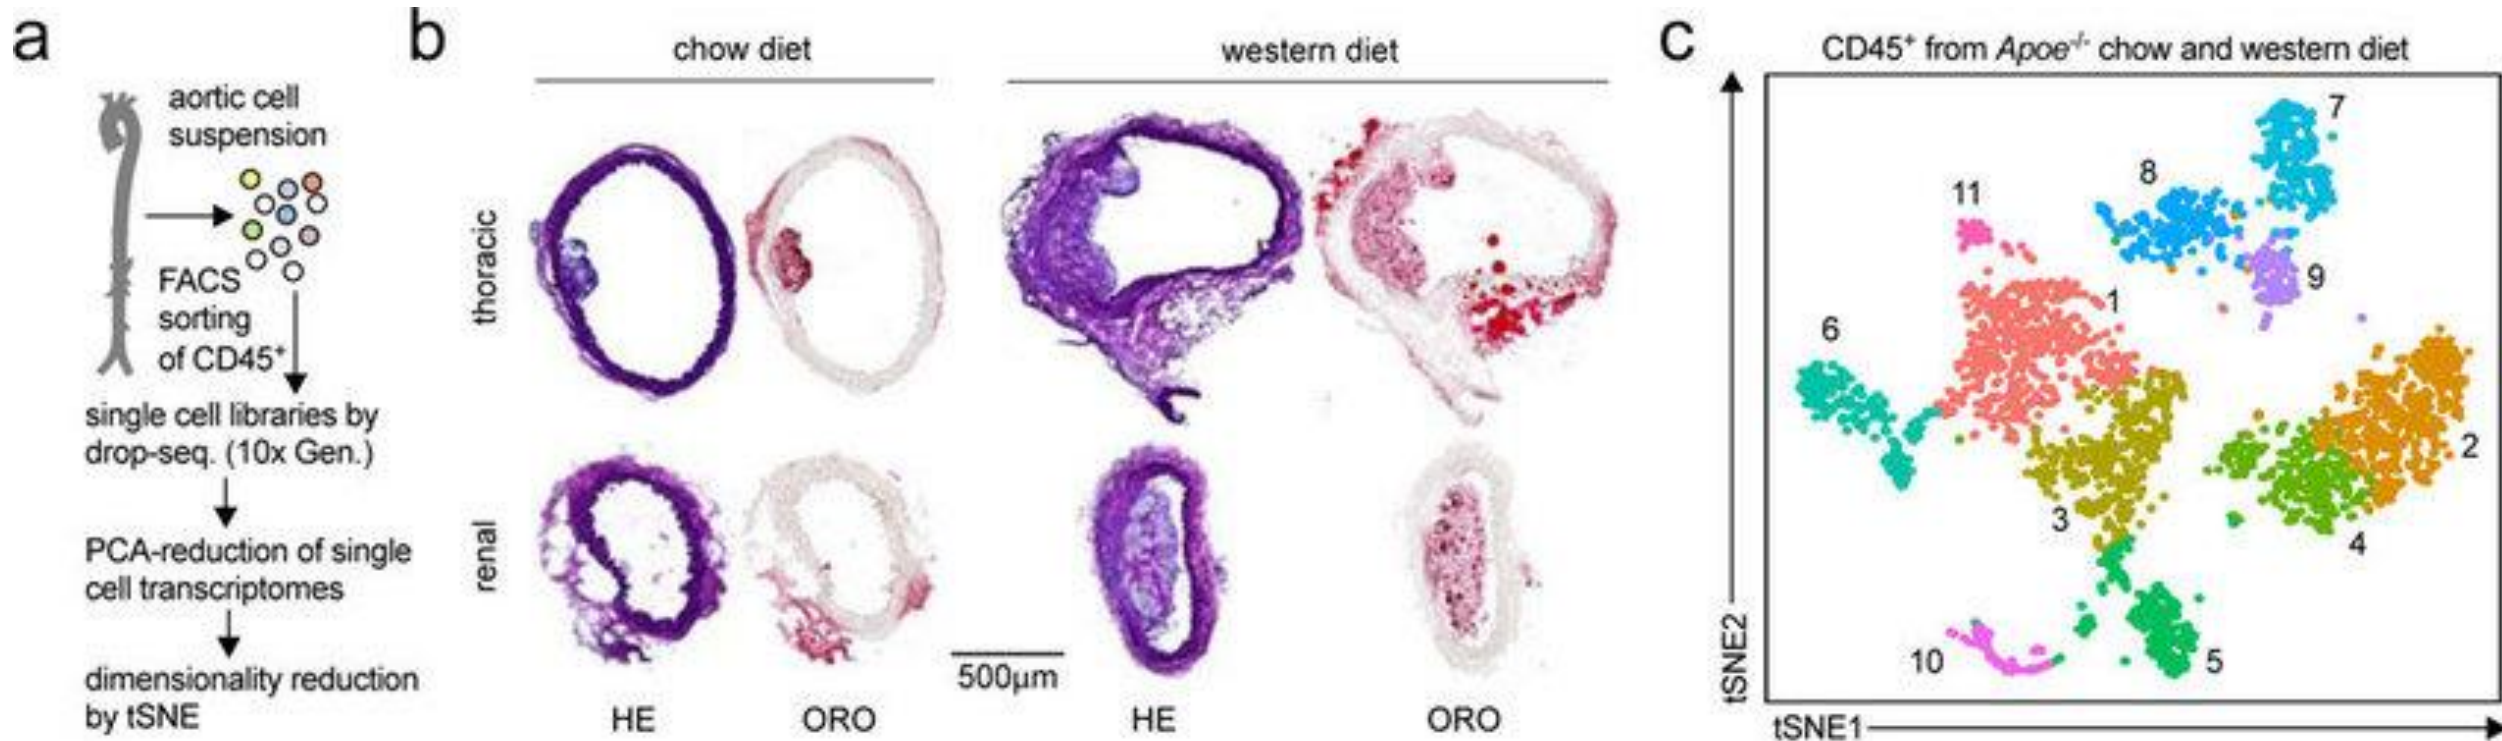 a
aortic cell
suspension
FACS
sorting
of CD45⁺
single cell libraries by
drop-seq. (10x Gen.)
PCA-reduction of single
cell transcriptomes
dimensionality reduction
by tSNE
b
chow diet
western diet
thoracic
renal
500µm
HE
ORO
HE
ORO
c
CD45⁺ from Apoe⁻/⁻ chow and western diet
7
8
11
9
1
6
2
3
4
10
5
tSNE2
tSNE1